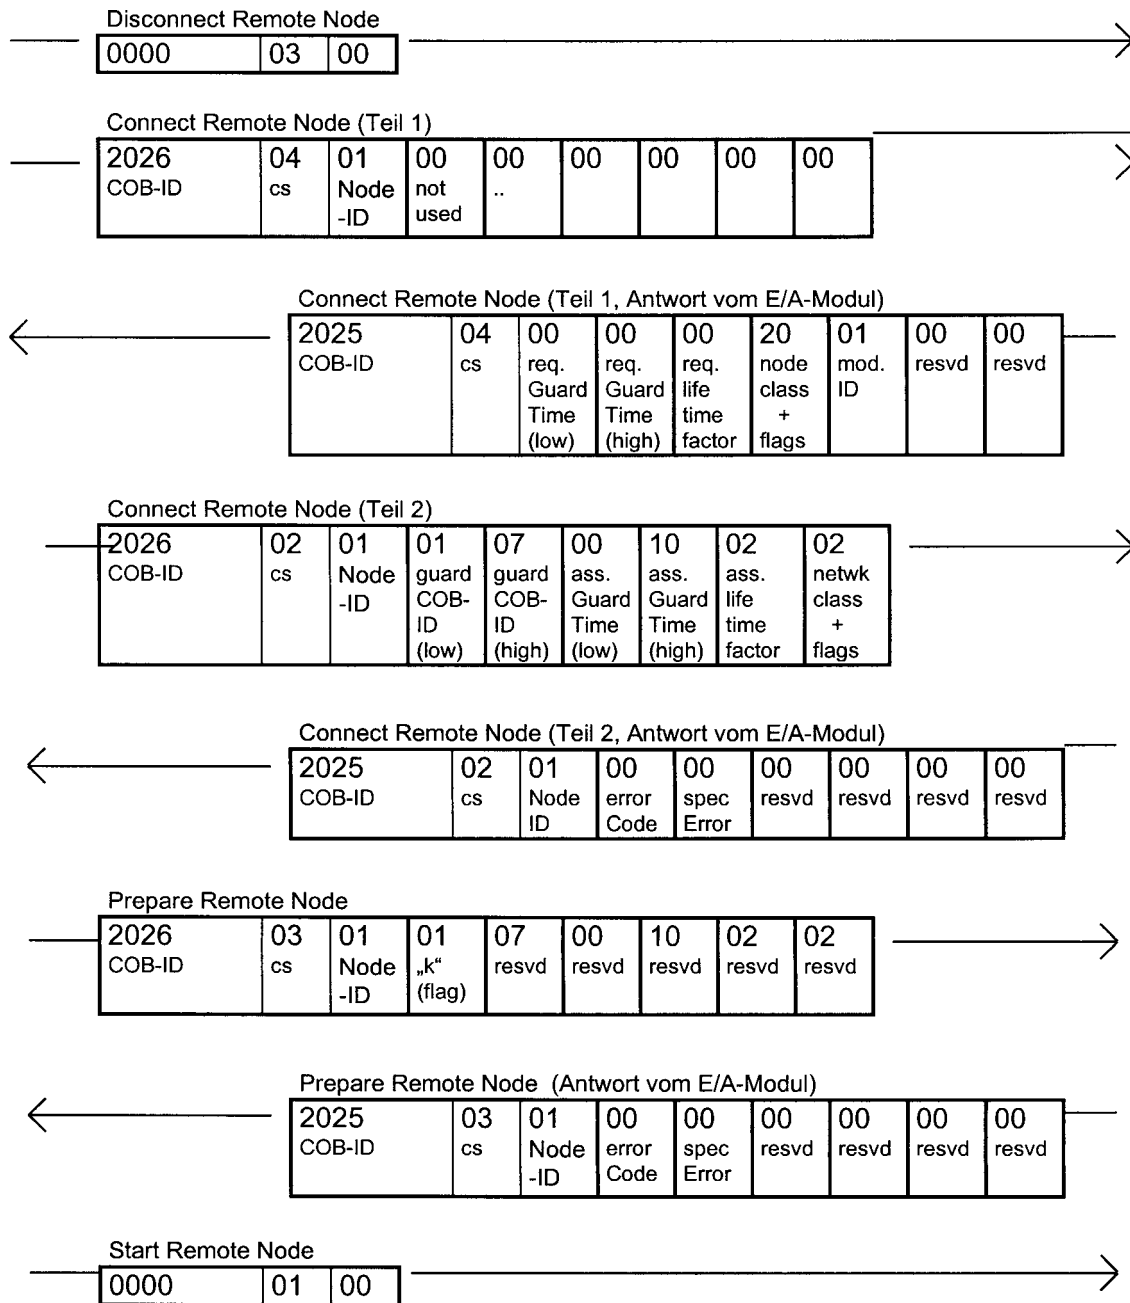 Disconnect Remote Node
0000 03 00
Connect Remote Node (Teil 1)
2026 04 01 00 00 00 00 00 00
COB-ID cs Node not ..
-ID used
Connect Remote Node (Teil 1, Antwort vom E/A-Modul)
2025 04 00 00 00 20 01 00 00
COB-ID cs req. req. req. node mod. resvd resvd
Guard Guard life class ID
Time Time time +
(low) (high) factor flags
Connect Remote Node (Teil 2)
2026 02 01 01 07 00 10 02 02
COB-ID cs Node guard guard ass. ass. ass. netwk
-ID COB- COB- Guard Guard life class
ID ID Time Time time +
(low) (high) (low) (high) factor flags
Connect Remote Node (Teil 2, Antwort vom E/A-Modul)
2025 02 01 00 00 00 00 00 00
COB-ID cs Node error spec resvd resvd resvd resvd
ID Code Error
Prepare Remote Node
2026 03 01 01 07 00 10 02 02
COB-ID cs Node „k“ resvd resvd resvd resvd resvd
-ID (flag)
Prepare Remote Node (Antwort vom E/A-Modul)
2025 03 01 00 00 00 00 00 00
COB-ID cs Node error spec resvd resvd resvd resvd
-ID Code Error
Start Remote Node
0000 01 00